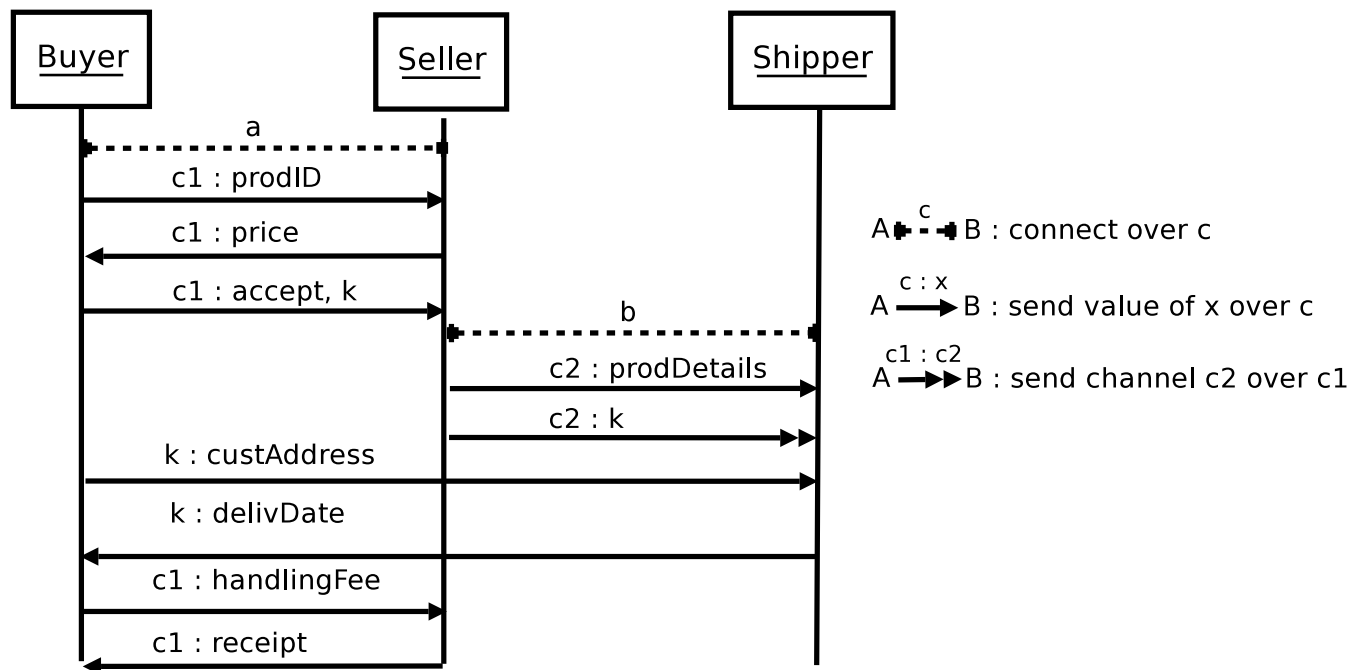 Buyer
Seller
Shipper
a
c1 : prodID
c1 : price
c1 : accept, k
b
c2 : prodDetails
c2 : k
k : custAddress
k : delivDate
c1 : handlingFee
c1 : receipt
c
A B : connect over c
c : x
A B : send value of x over c
c1 : c2
A B : send channel c2 over c1